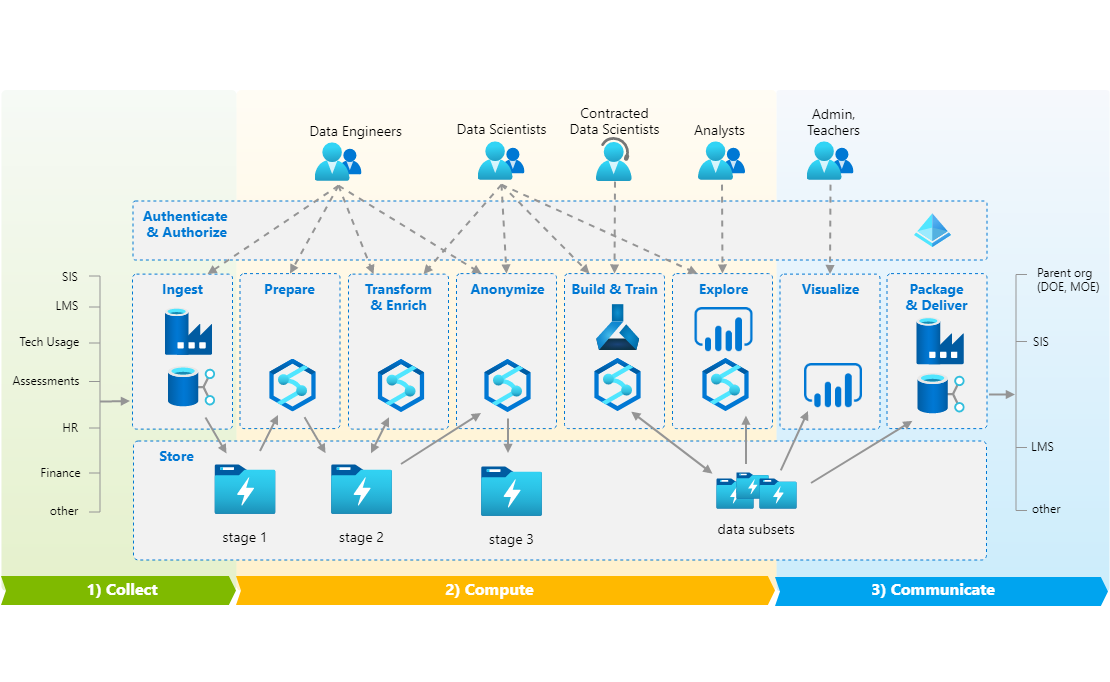 Data Engineers
Data Scientists
Contracted
Data Scientists
Analysts
Admin,
Teachers
Authenticate
& Authorize
SIS
LMS
Tech Usage
Assessments
HR
Finance
other
Ingest
Prepare
Transform
& Enrich
Anonymize
Build & Train
Explore
Visualize
Package
& Deliver
Parent org
(DOE, MOE)
SIS
LMS
other
Store
stage 1
stage 2
stage 3
data subsets
1) Collect
2) Compute
3) Communicate